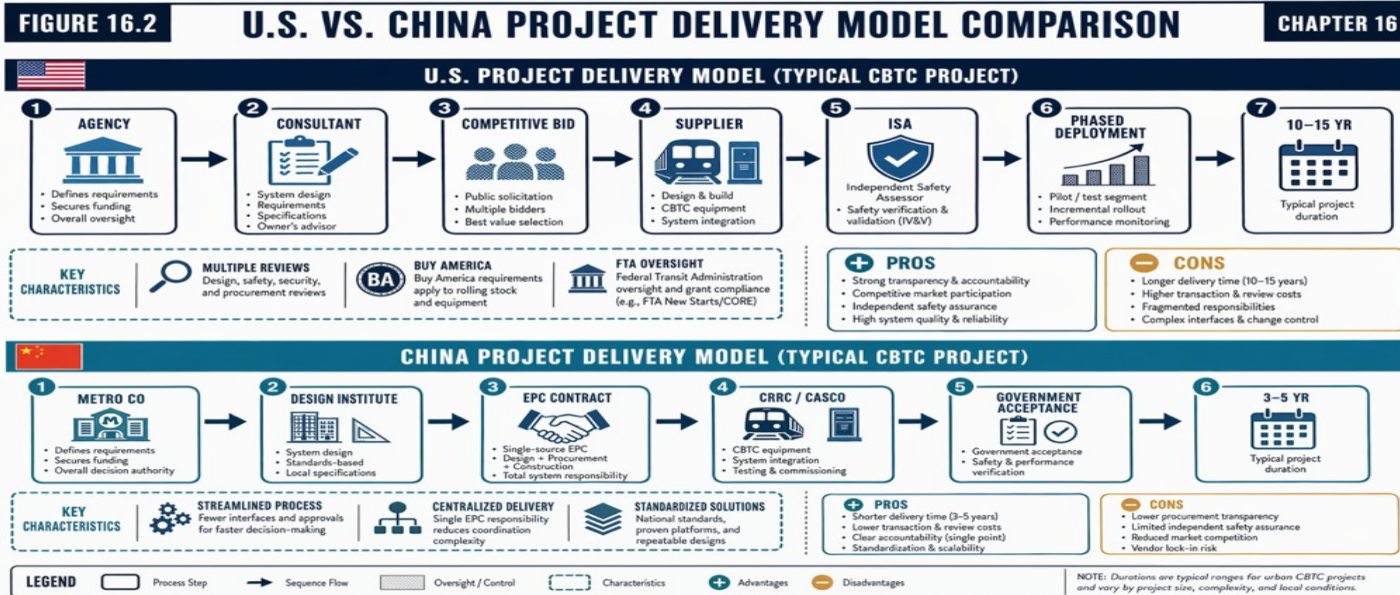 FIGURE 16.2
U.S. VS. CHINA PROJECT DELIVERY MODEL COMPARISON
CHAPTER 16
U.S. PROJECT DELIVERY MODEL (TYPICAL CBTC PROJECT)
1
AGENCY
• Defines requirements
• Secures funding
• Overall oversight
2
CONSULTANT
• System design
• Requirements
• Specifications
• Owner's advisor
3
COMPETITIVE BID
• Public solicitation
• Multiple bidders
• Best value selection
4
SUPPLIER
• Design & build
• CBTC equipment
• System integration
5
ISA
Independent Safety
Assessor
• Safety verification &
validation (IV&V)
6
PHASED
DEPLOYMENT
• Pilot / test segment
• Incremental rollout
• Performance monitoring
7
10–15 YR
Typical project
duration
KEY
CHARACTERISTICS
MULTIPLE REVIEWS
Design, safety, security,
and procurement reviews
BA
BUY AMERICA
Buy America requirements
apply to rolling stock
and equipment
FTA OVERSIGHT
Federal Transit Administration
oversight and grant compliance
(e.g., FTA New Starts/CORE)
PROS
• Strong transparency & accountability
• Competitive market participation
• Independent safety assurance
• High system quality & reliability
CONS
• Longer delivery time (10–15 years)
• Higher transaction & review costs
• Fragmented responsibilities
• Complex interfaces & change control
CHINA PROJECT DELIVERY MODEL (TYPICAL CBTC PROJECT)
1
METRO CO
M
• Defines requirements
• Secures funding
• Overall decision authority
2
DESIGN INSTITUTE
• System design
• Standards-based
• Local specifications
3
EPC CONTRACT
• Single-source EPC
• Design + Procurement
+ Construction
• Total system responsibility
4
CRRC / CASCO
• CBTC equipment
• System integration
• Testing & commissioning
5
GOVERNMENT
ACCEPTANCE
• Government acceptance
• Safety & performance
verification
6
3–5 YR
Typical project
duration
KEY
CHARACTERISTICS
STREAMLINED PROCESS
Fewer interfaces and approvals
for faster decision-making
CENTRALIZED DELIVERY
Single EPC responsibility
reduces coordination
complexity
STANDARDIZED SOLUTIONS
National standards,
proven platforms, and
repeatable designs
PROS
• Shorter delivery time (3–5 years)
• Lower transaction & review costs
• Clear accountability (single point)
• Standardization & scalability
CONS
• Lower procurement transparency
• Limited independent safety assurance
• Reduced market competition
• Vendor lock-in risk
LEGEND
Process Step
Sequence Flow
Oversight / Control
Characteristics
Advantages
Disadvantages
NOTE: Durations are typical ranges for urban CBTC projects
and vary by project size, complexity, and local conditions.